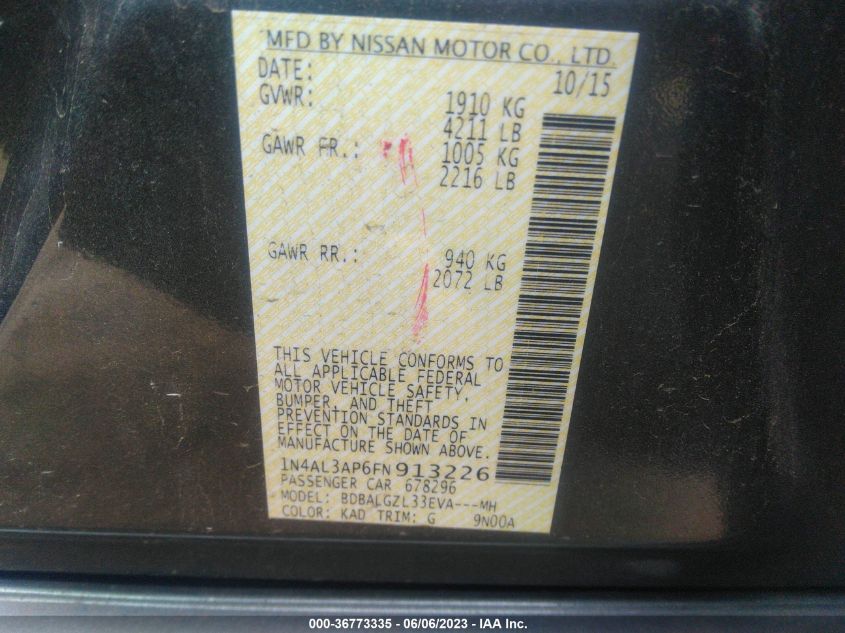 MFD BY NISSAN MOTOR CO., LTD.
DATE: 10/15
GVWR: 1910 KG
4211 LB
GAWR FR.: 1005 KG
2216 LB
GAWR RR.: 940 KG
2072 LB
THIS VEHICLE CONFORMS TO
ALL APPLICABLE FEDERAL
MOTOR VEHICLE SAFETY,
BUMPER, AND THEFT
PREVENTION STANDARDS IN
EFFECT ON THE DATE OF
MANUFACTURE SHOWN ABOVE.
1N4AL3AP6FN913226
PASSENGER CAR 678296
MODEL: BDBALGZL33EVA---MH
COLOR: KAD TRIM: G 9N00A
000-36773335 - 06/06/2023 - IAA Inc.